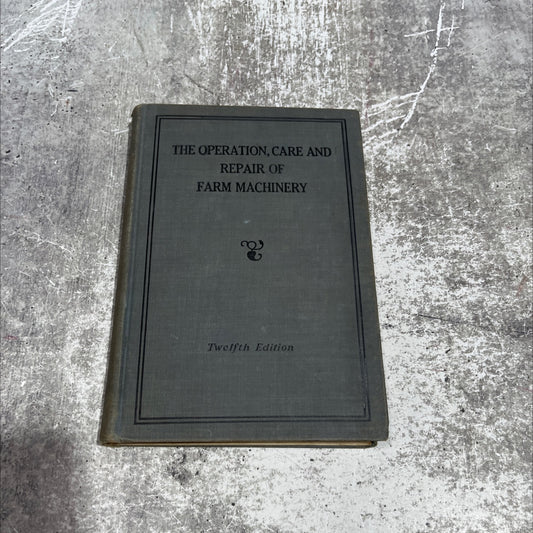 THE OPERATION, CARE AND
REPAIR OF
FARM MACHINERY
Twelfth Edition